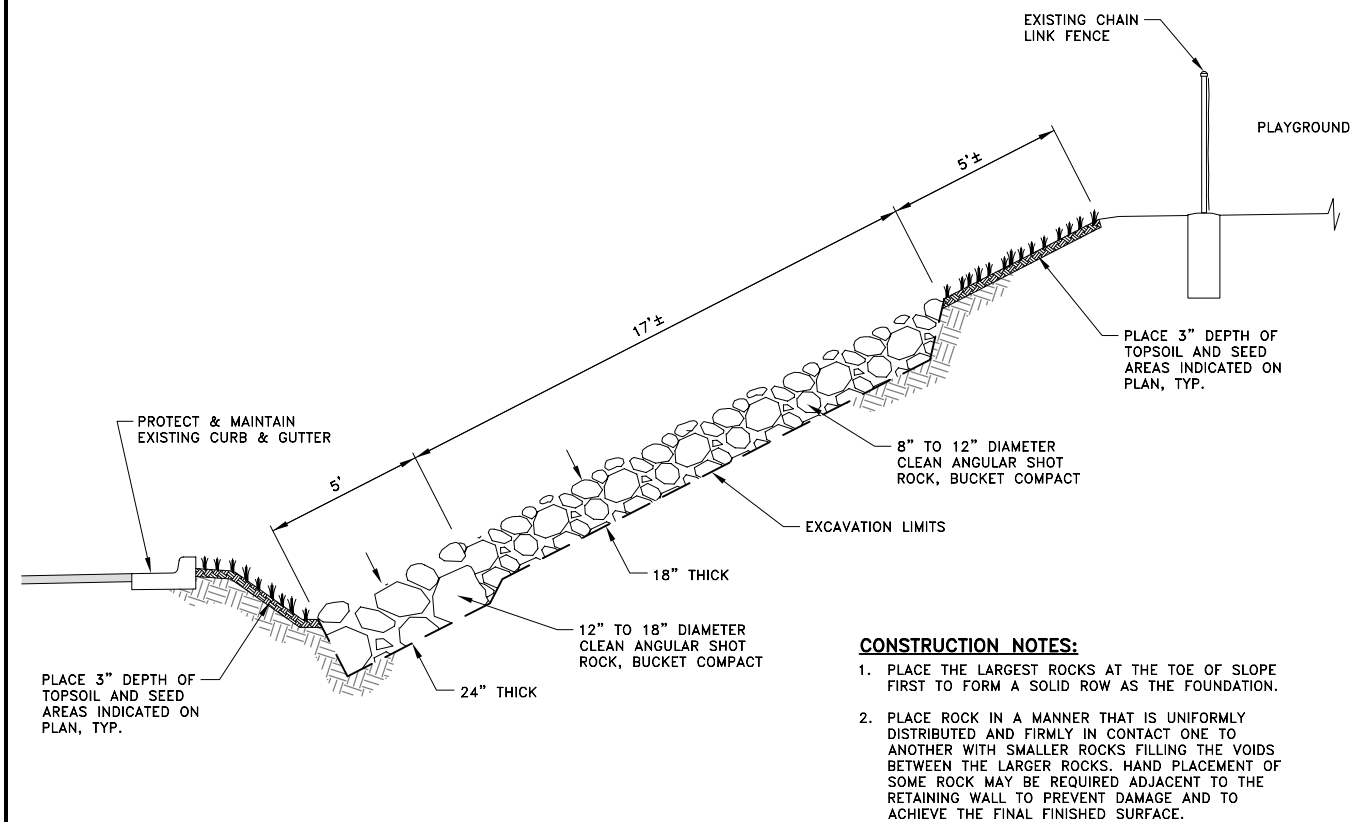 EXISTING CHAIN
LINK FENCE
PLAYGROUND
5'±
17'±
PLACE 3" DEPTH OF
TOPSOIL AND SEED
AREAS INDICATED ON
PLAN, TYP.
PROTECT & MAINTAIN
EXISTING CURB & GUTTER
5'
8" TO 12" DIAMETER
CLEAN ANGULAR SHOT
ROCK, BUCKET COMPACT
EXCAVATION LIMITS
18" THICK
12" TO 18" DIAMETER
CLEAN ANGULAR SHOT
ROCK, BUCKET COMPACT
24" THICK
PLACE 3" DEPTH OF
TOPSOIL AND SEED
AREAS INDICATED ON
PLAN, TYP.
CONSTRUCTION NOTES:
1. PLACE THE LARGEST ROCKS AT THE TOE OF SLOPE
FIRST TO FORM A SOLID ROW AS THE FOUNDATION.
2. PLACE ROCK IN A MANNER THAT IS UNIFORMLY
DISTRIBUTED AND FIRMLY IN CONTACT ONE TO
ANOTHER WITH SMALLER ROCKS FILLING THE VOIDS
BETWEEN THE LARGER ROCKS. HAND PLACEMENT OF
SOME ROCK MAY BE REQUIRED ADJACENT TO THE
RETAINING WALL TO PREVENT DAMAGE AND TO
ACHIEVE THE FINAL FINISHED SURFACE.